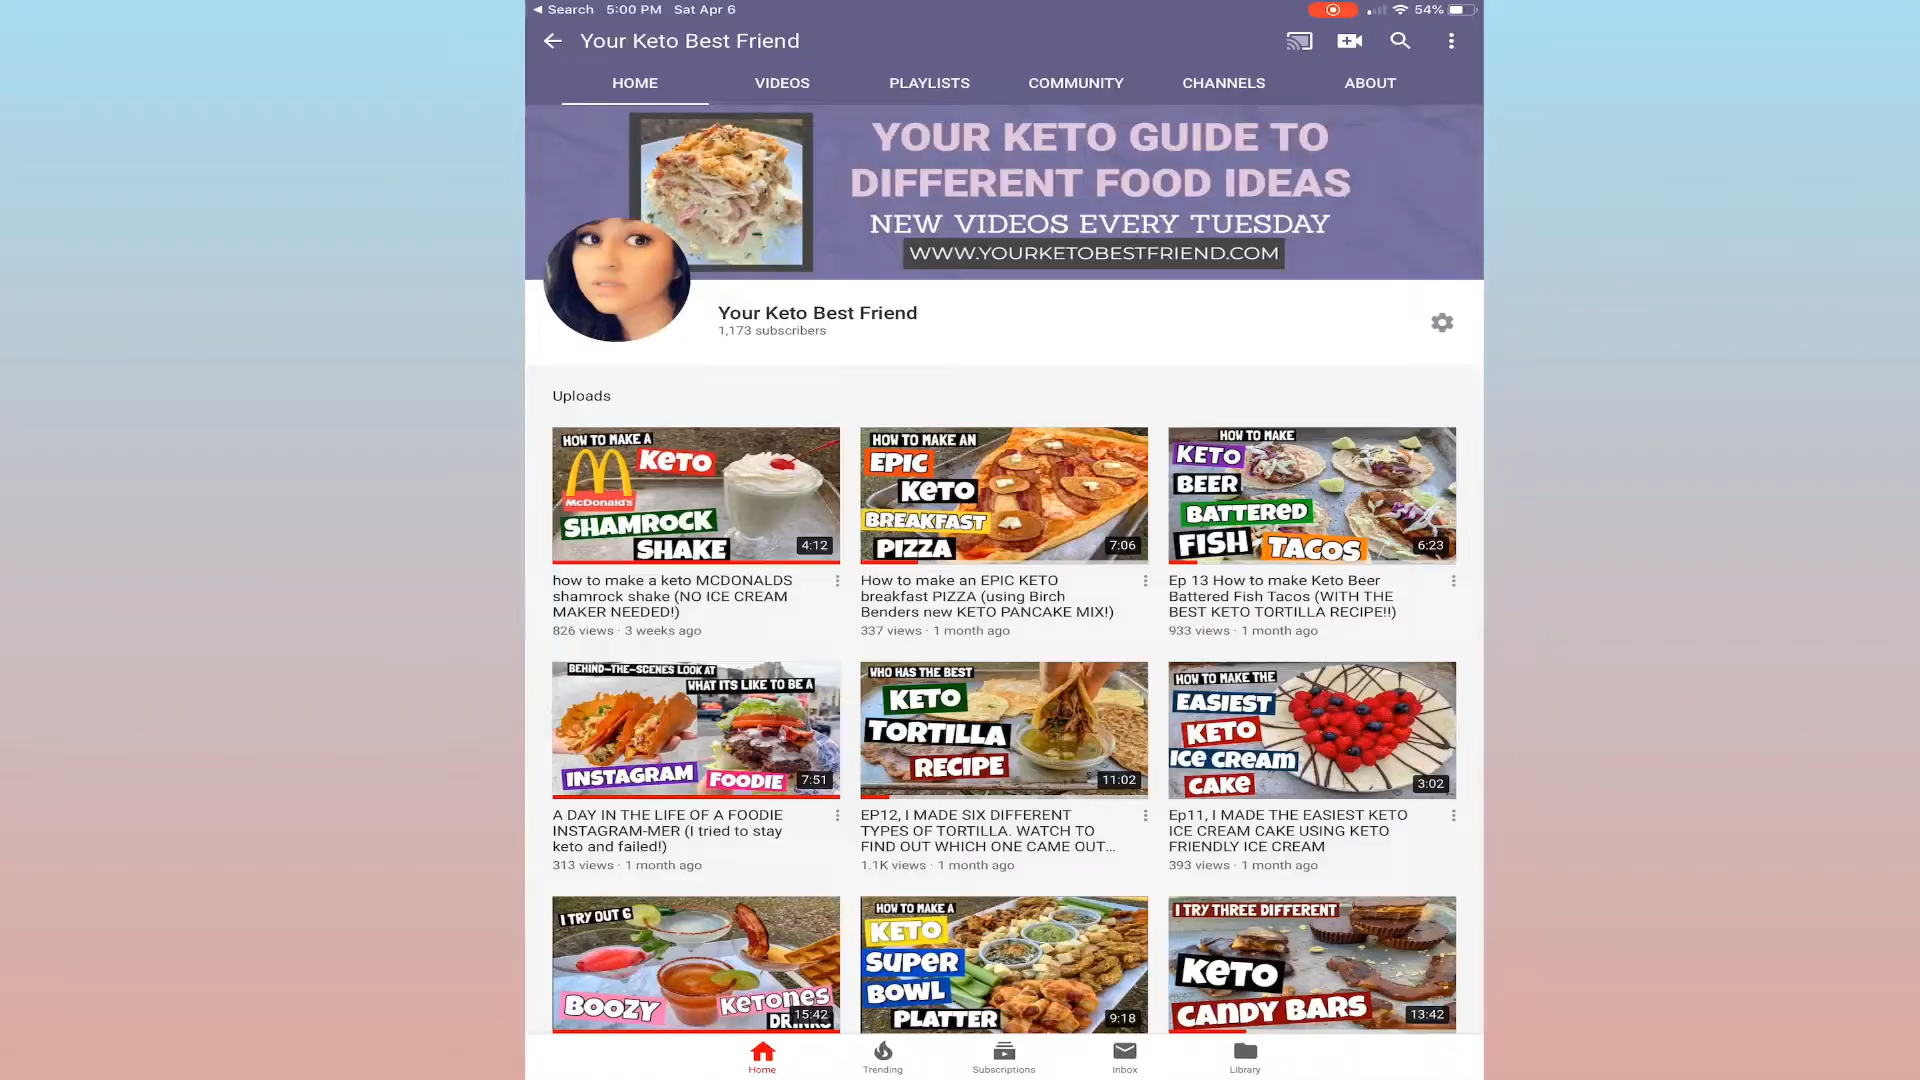 Search 5:00 PM Sat Apr 6 54%
Your Keto Best Friend
HOME VIDEOS PLAYLISTS COMMUNITY CHANNELS ABOUT
YOUR KETO GUIDE TO
DIFFERENT FOOD IDEAS
NEW VIDEOS EVERY TUESDAY
WWW.YOURKETOBESTFRIEND.COM
Your Keto Best Friend
1,173 subscribers
Uploads
HOW TO MAKE A
KETO
McDonald's
SHAMROCK
SHAKE
4:12
how to make a keto MCDONALDS
shamrock shake (NO ICE CREAM
MAKER NEEDED!)
826 views · 3 weeks ago
HOW TO MAKE AN
EPIC
KETO
BREAKFAST
PIZZA
7:06
How to make an EPIC KETO
breakfast PIZZA (using Birch
Benders new KETO PANCAKE MIX!)
337 views · 1 month ago
HOW TO MAKE
KETO
BEER
BATTERED
FISH TACOS
6:23
Ep 13 How to make Keto Beer
Battered Fish Tacos (WITH THE
BEST KETO TORTILLA RECIPE!!)
933 views · 1 month ago
BEHIND-THE-SCENES LOOK AT
WHAT ITS LIKE TO BE A
INSTAGRAM FOODIE
7:51
A DAY IN THE LIFE OF A FOODIE
INSTAGRAM-MER (I tried to stay
keto and failed!)
313 views · 1 month ago
WHO HAS THE BEST
KETO
TORTILLA
RECIPE
11:02
EP12, I MADE SIX DIFFERENT
TYPES OF TORTILLA. WATCH TO
FIND OUT WHICH ONE CAME OUT...
1.1K views · 1 month ago
HOW TO MAKE THE
EASIEST
KETO
ICE CREAM
CAKE
3:02
Ep11, I MADE THE EASIEST KETO
ICE CREAM CAKE USING KETO
FRIENDLY ICE CREAM
393 views · 1 month ago
I TRY OUT 6
BOOZY KETONES
DRINKS
15:42
HOW TO MAKE A
KETO
SUPER
BOWL
PLATTER
9:18
I TRY THREE DIFFERENT
KETO
CANDY BARS
13:42
Home Trending Subscriptions Inbox Library